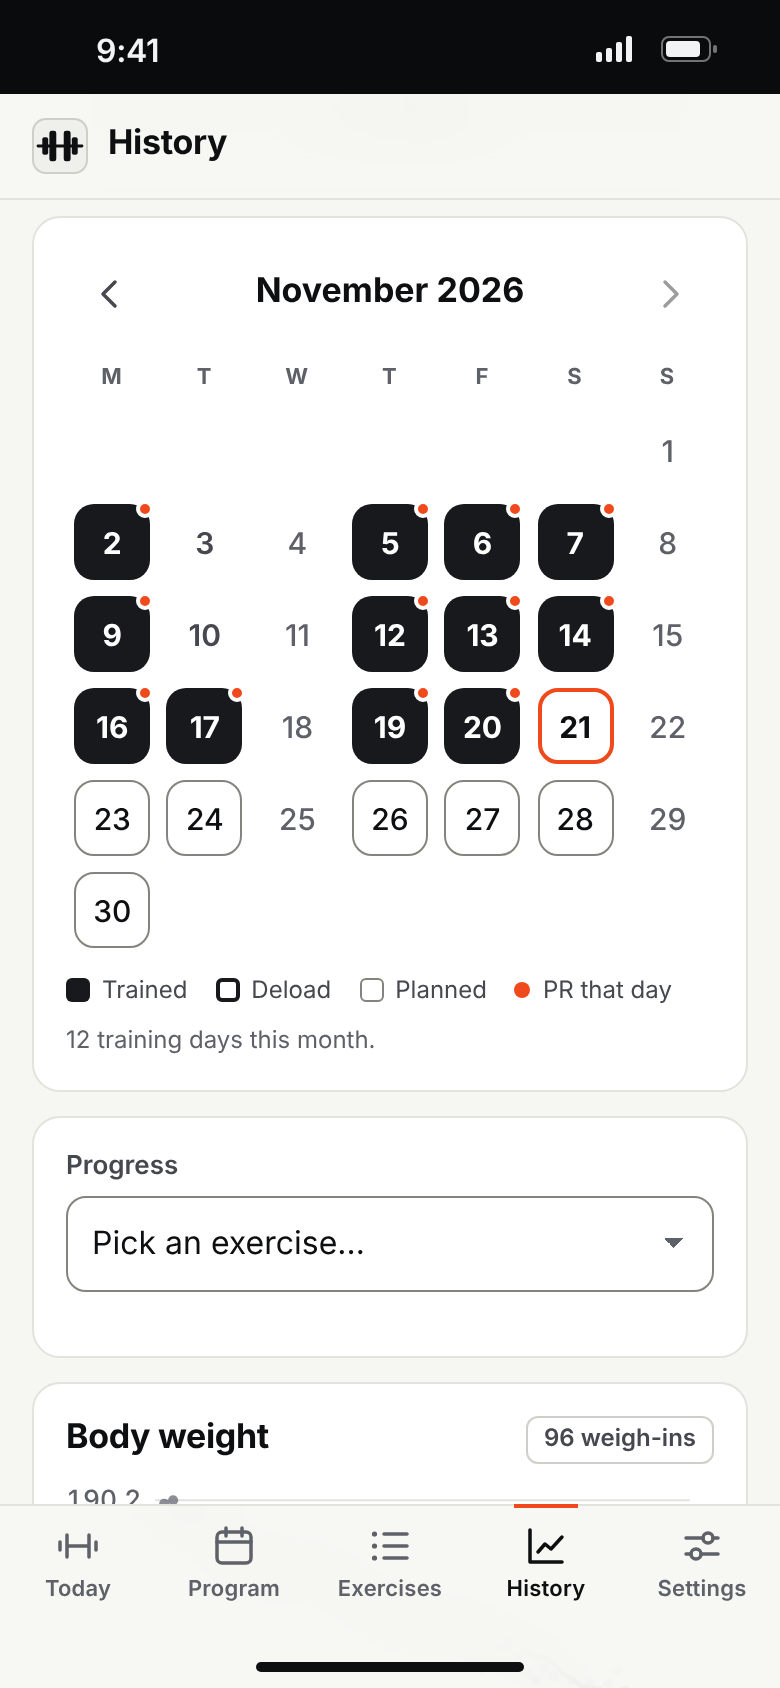 9:41
History
November 2026
M T W T F S S
1
2 3 4 5 6 7 8
9 10 11 12 13 14 15
16 17 18 19 20 21 22
23 24 25 26 27 28 29
30
Trained Deload Planned PR that day
12 training days this month.
Progress
Pick an exercise...
Body weight 96 weigh-ins
190.2
Today Program Exercises History Settings